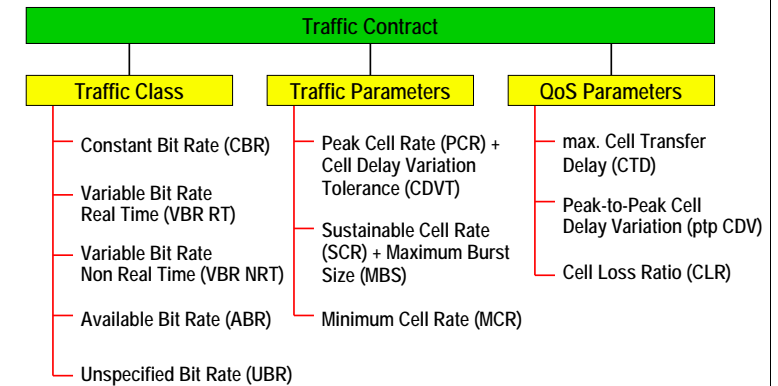 Traffic Contract
Traffic Class
Constant Bit Rate (CBR)
Variable Bit Rate
Real Time (VBR RT)
Variable Bit Rate
Non Real Time (VBR NRT)
Available Bit Rate (ABR)
Unspecified Bit Rate (UBR)
Traffic Parameters
Peak Cell Rate (PCR) +
Cell Delay Variation
Tolerance (CDVT)
Sustainable Cell Rate
(SCR) + Maximum Burst
Size (MBS)
Minimum Cell Rate (MCR)
QoS Parameters
max. Cell Transfer
Delay (CTD)
Peak-to-Peak Cell
Delay Variation (ptp CDV)
Cell Loss Ratio (CLR)